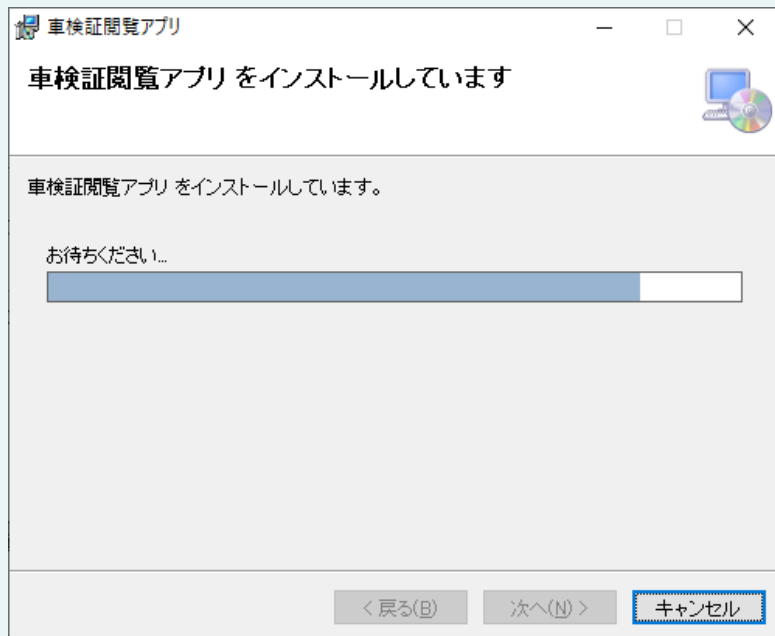 車検証閲覧アプリ
車検証閲覧アプリ をインストールしています
車検証閲覧アプリ をインストールしています。
お待ちください...
< 戻る(B)
次へ(N) >
キャンセル